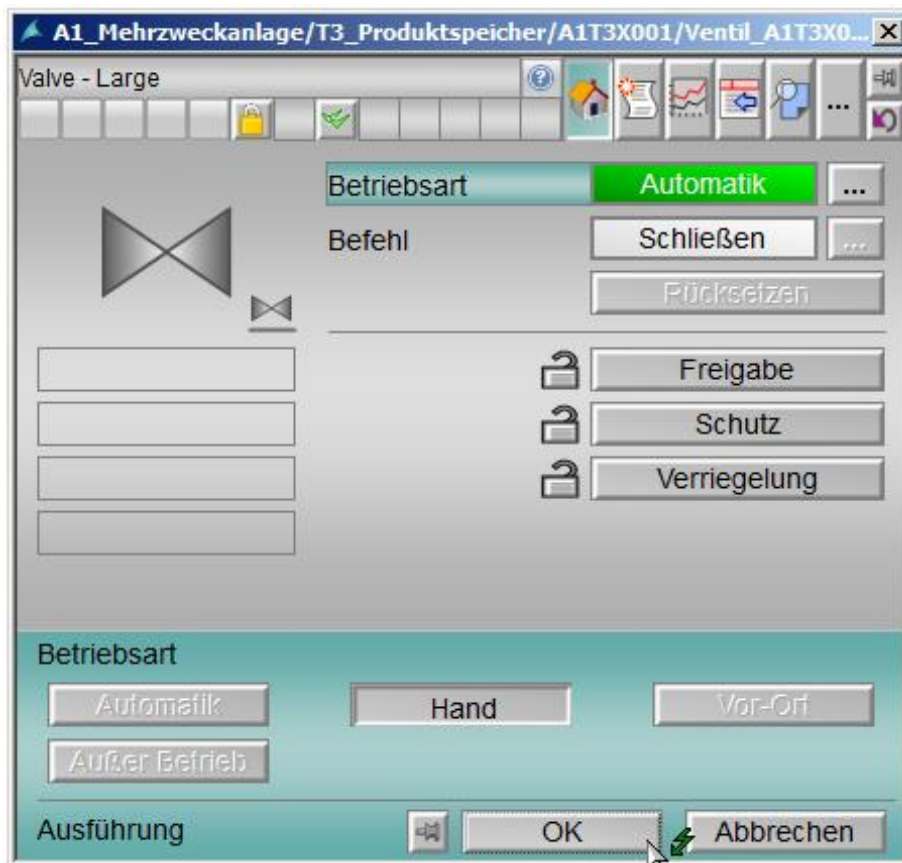 A1_Mehrzweckanlage/T3_Produktspeicher/A1T3X001/Ventil_A1T3X0...
Valve - Large
...
Betriebsart Automatik ...
Befehl Schließen ...
Rücksetzen
Freigabe
Schutz
Verriegelung
Betriebsart
Automatik Hand Vor-Ort
Außer Betrieb
Ausführung OK Abbrechen